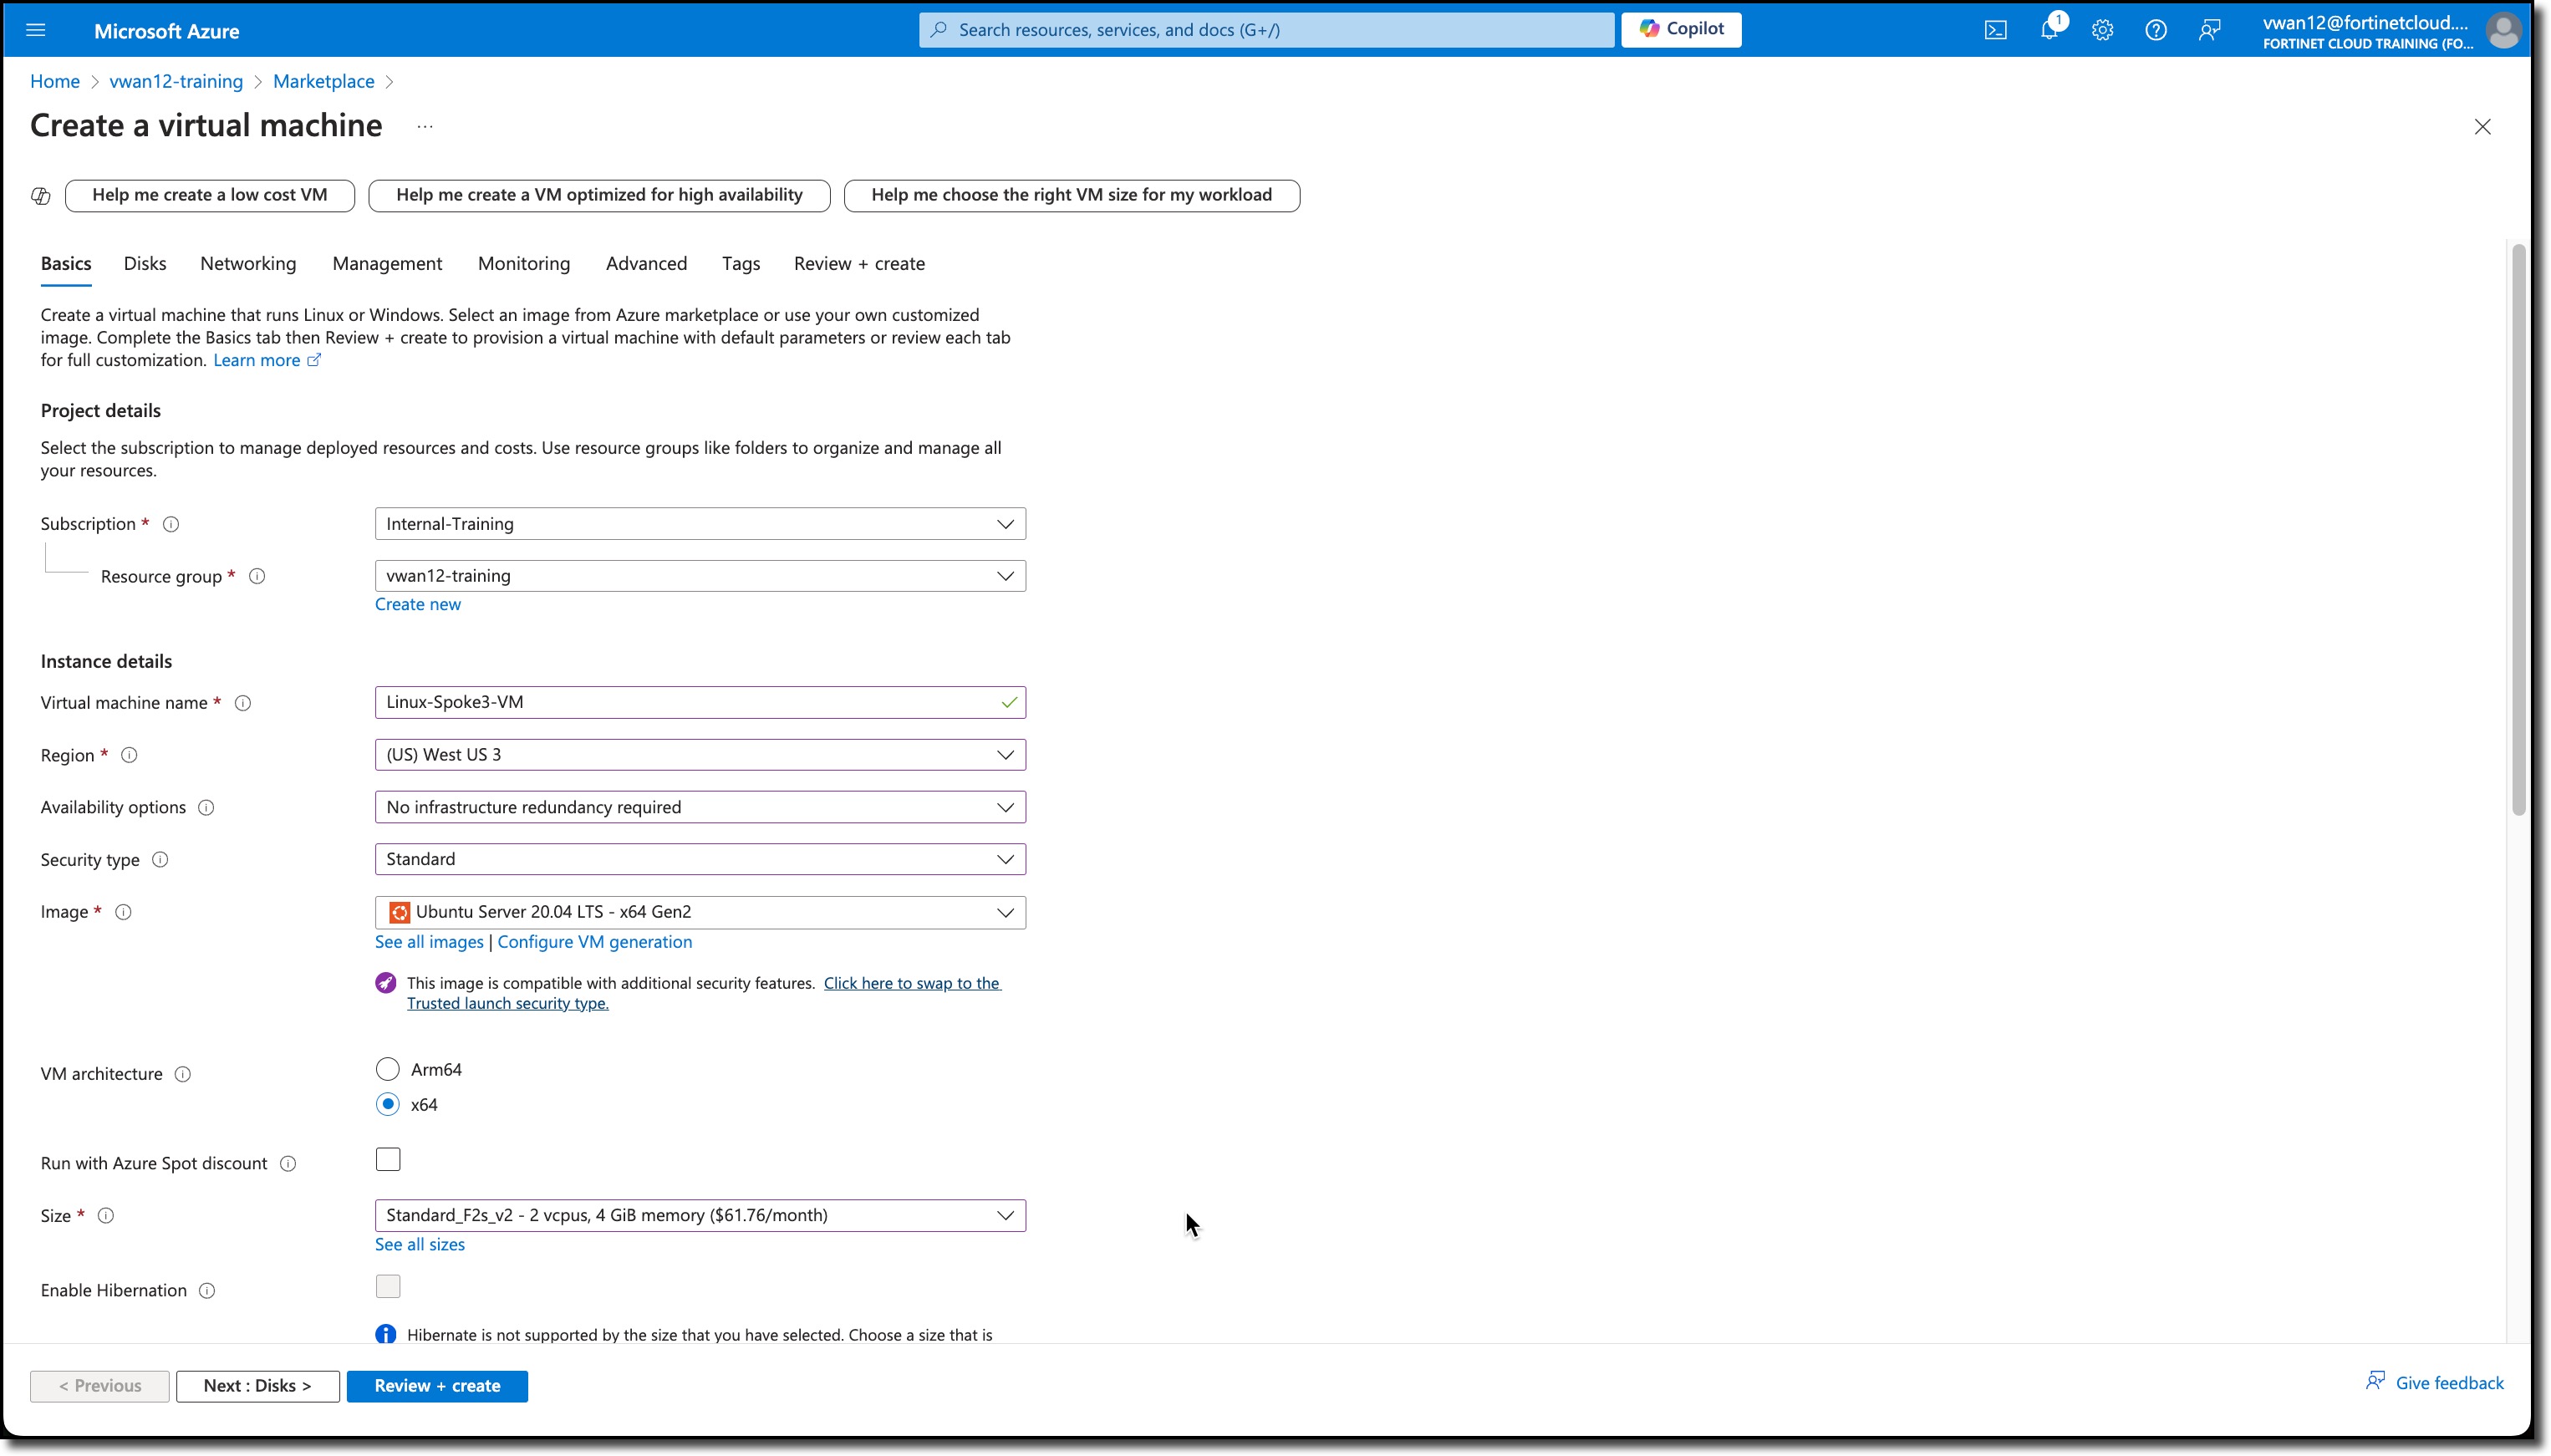 Microsoft Azure
Search resources, services, and docs (G+/)
Copilot
1
vwan12@fortinetcloud....
FORTINET CLOUD TRAINING (FO...
Home > vwan12-training > Marketplace >
Create a virtual machine ...
Help me create a low cost VM
Help me create a VM optimized for high availability
Help me choose the right VM size for my workload
Basics Disks Networking Management Monitoring Advanced Tags Review + create
Create a virtual machine that runs Linux or Windows. Select an image from Azure marketplace or use your own customized
image. Complete the Basics tab then Review + create to provision a virtual machine with default parameters or review each tab
for full customization. Learn more
Project details
Select the subscription to manage deployed resources and costs. Use resource groups like folders to organize and manage all
your resources.
Subscription * Internal-Training
Resource group * vwan12-training
Create new
Instance details
Virtual machine name * Linux-Spoke3-VM
Region * (US) West US 3
Availability options No infrastructure redundancy required
Security type Standard
Image * Ubuntu Server 20.04 LTS - x64 Gen2
See all images | Configure VM generation
This image is compatible with additional security features. Click here to swap to the
Trusted launch security type.
VM architecture
Arm64
x64
Run with Azure Spot discount
Size * Standard_F2s_v2 - 2 vcpus, 4 GiB memory ($61.76/month)
See all sizes
Enable Hibernation
Hibernate is not supported by the size that you have selected. Choose a size that is
< Previous
Next : Disks >
Review + create
Give feedback